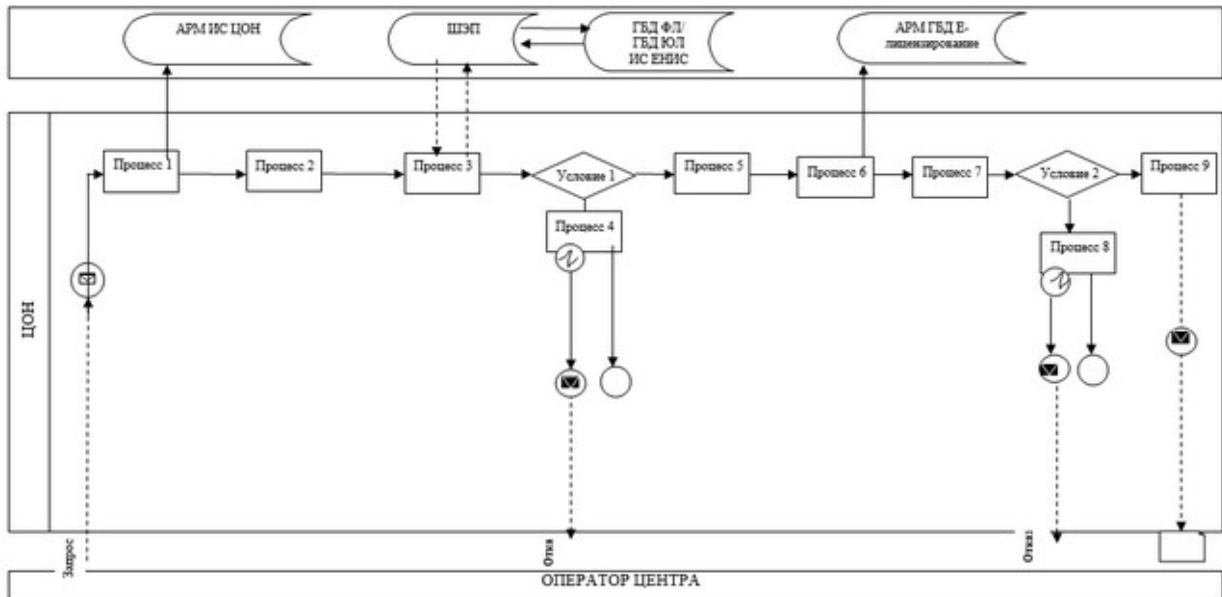 АРМ ИС ЦОН
ШЭП
ГБД ФЛ/
ГБД ЮЛ
ИС ЕНИС
АРМ ГБД Е-
лицензирование
Процесс 1
Процесс 2
Процесс 3
Условие 1
Процесс 5
Процесс 6
Процесс 7
Условие 2
Процесс 9
Процесс 4
Процесс 8
ЦОН
Запрос
Отка
Отказ
ОПЕРАТОР ЦЕНТРА